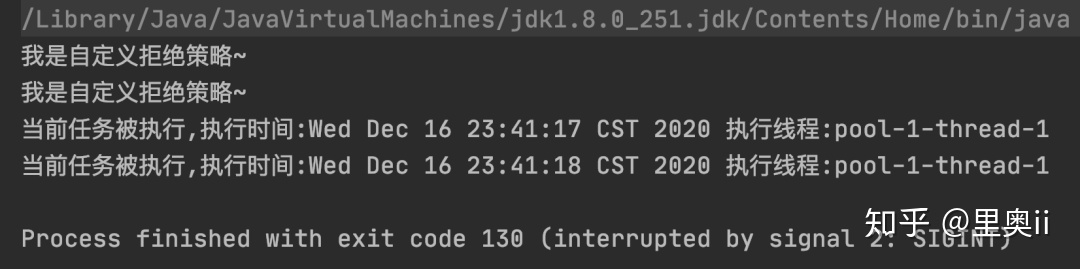 /Library/Java/JavaVirtualMachines/jdk1.8.0_251.jdk/Contents/Home/bin/java
我是自定义拒绝策略~
我是自定义拒绝策略~
当前任务被执行,执行时间:Wed Dec 16 23:41:17 CST 2020 执行线程:pool-1-thread-1
当前任务被执行,执行时间:Wed Dec 16 23:41:18 CST 2020 执行线程:pool-1-thread-1
知乎 @里奥ii
Process finished with exit code 130 (interrupted by signal 2: SIGINT)